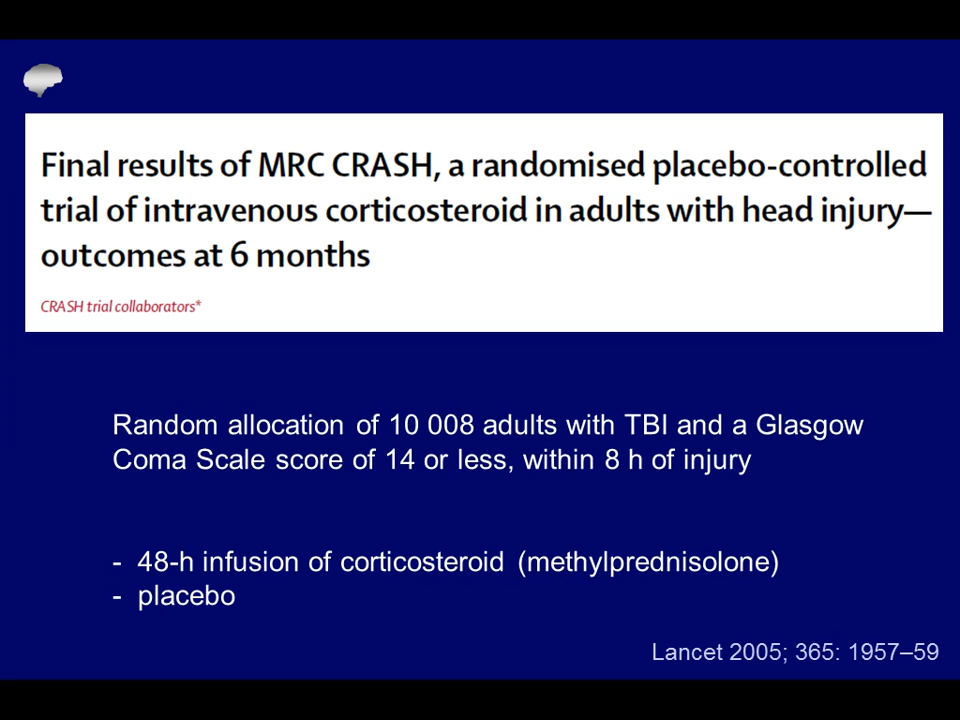 Final results of MRC CRASH, a randomised placebo-controlled
trial of intravenous corticosteroid in adults with head injury—
outcomes at 6 months
CRASH trial collaborators*
Random allocation of 10 008 adults with TBI and a Glasgow
Coma Scale score of 14 or less, within 8 h of injury
- 48-h infusion of corticosteroid (methylprednisolone)
- placebo
Lancet 2005; 365: 1957–59